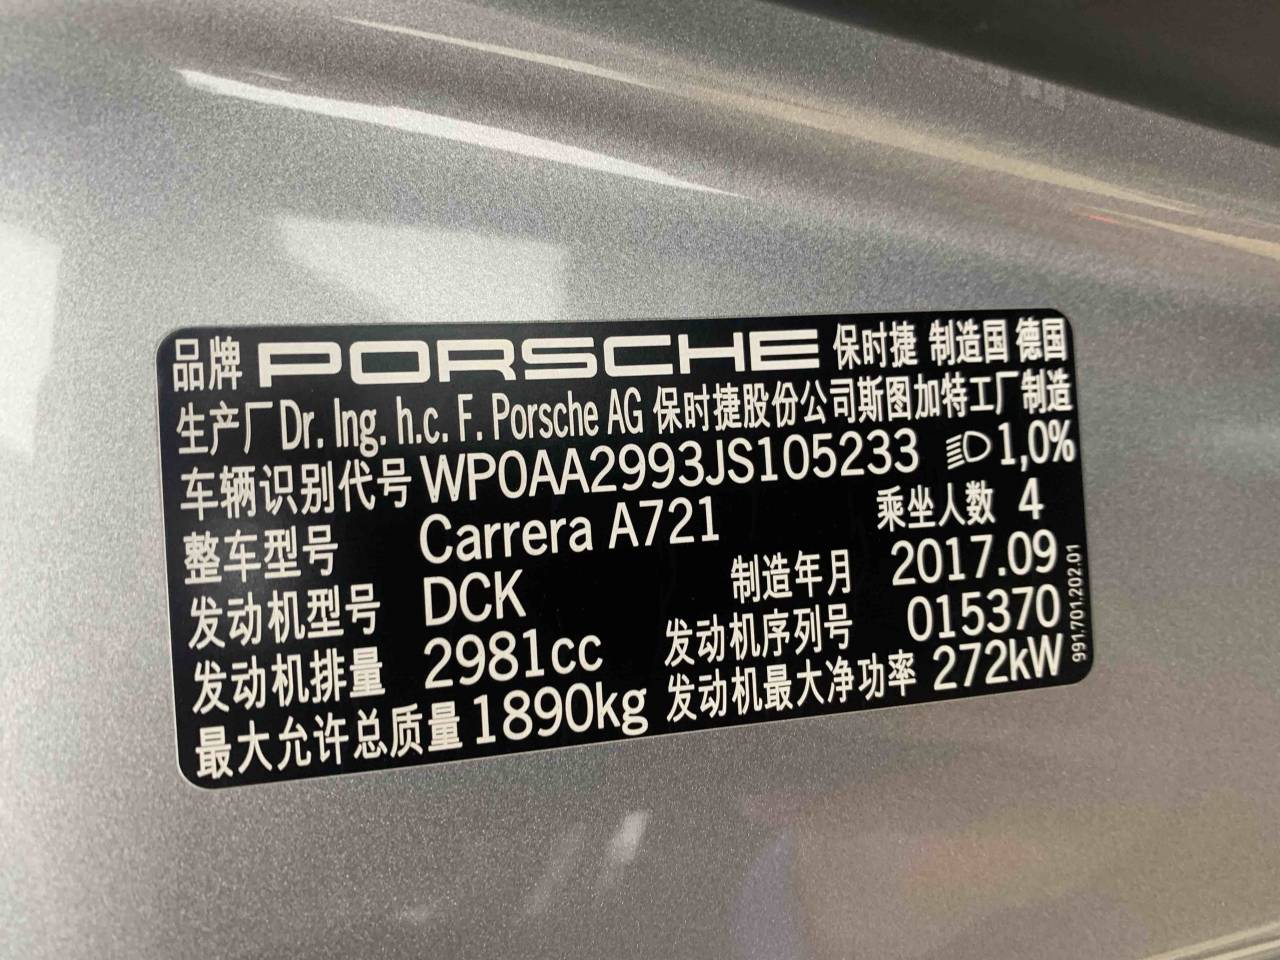 品牌 PORSCHE 保时捷 制造国 德国
生产厂 Dr. Ing. h.c. F. Porsche AG 保时捷股份公司斯图加特工厂制造
车辆识别代号 WP0AA2993JS105233 1,0%
整车型号 Carrera A721 乘坐人数 4
发动机型号 DCK 制造年月 2017.09
发动机排量 2981cc 发动机序列号 015370
最大允许总质量 1890kg 发动机最大净功率 272kW
991.701.202.01